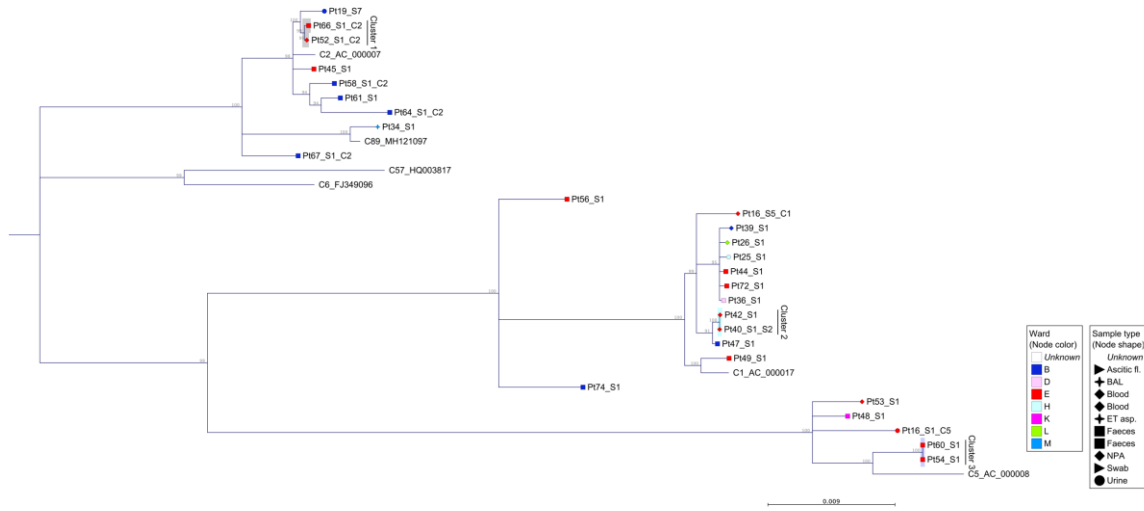 Pt19_S7
Pt66_S1_C2
Pt52_S1_C2
Cluster 1
C2_AC_000007
Pt45_S1
Pt58_S1_C2
Pt61_S1
Pt64_S1_C2
Pt34_S1
C89_MH121097
Pt67_S1_C2
C57_HQ003817
C6_FJ349096
Pt56_S1
Pt16_S5_C1
Pt39_S1
Pt26_S1
Pt25_S1
Pt44_S1
Pt72_S1
Pt36_S1
Pt42_S1
Pt40_S1_S2
Cluster 2
Pt47_S1
Pt49_S1
C1_AC_000017
Pt74_S1
Pt53_S1
Pt48_S1
Pt16_S1_C5
Pt60_S1
Pt54_S1
Cluster 3
C5_AC_000008
0.009
Ward
(Node color)
Unknown
B
D
E
H
K
L
M
Sample type
(Node shape)
Unknown
Ascitic fl.
BAL
Blood
Blood
ET asp.
Faeces
Faeces
NPA
Swab
Urine